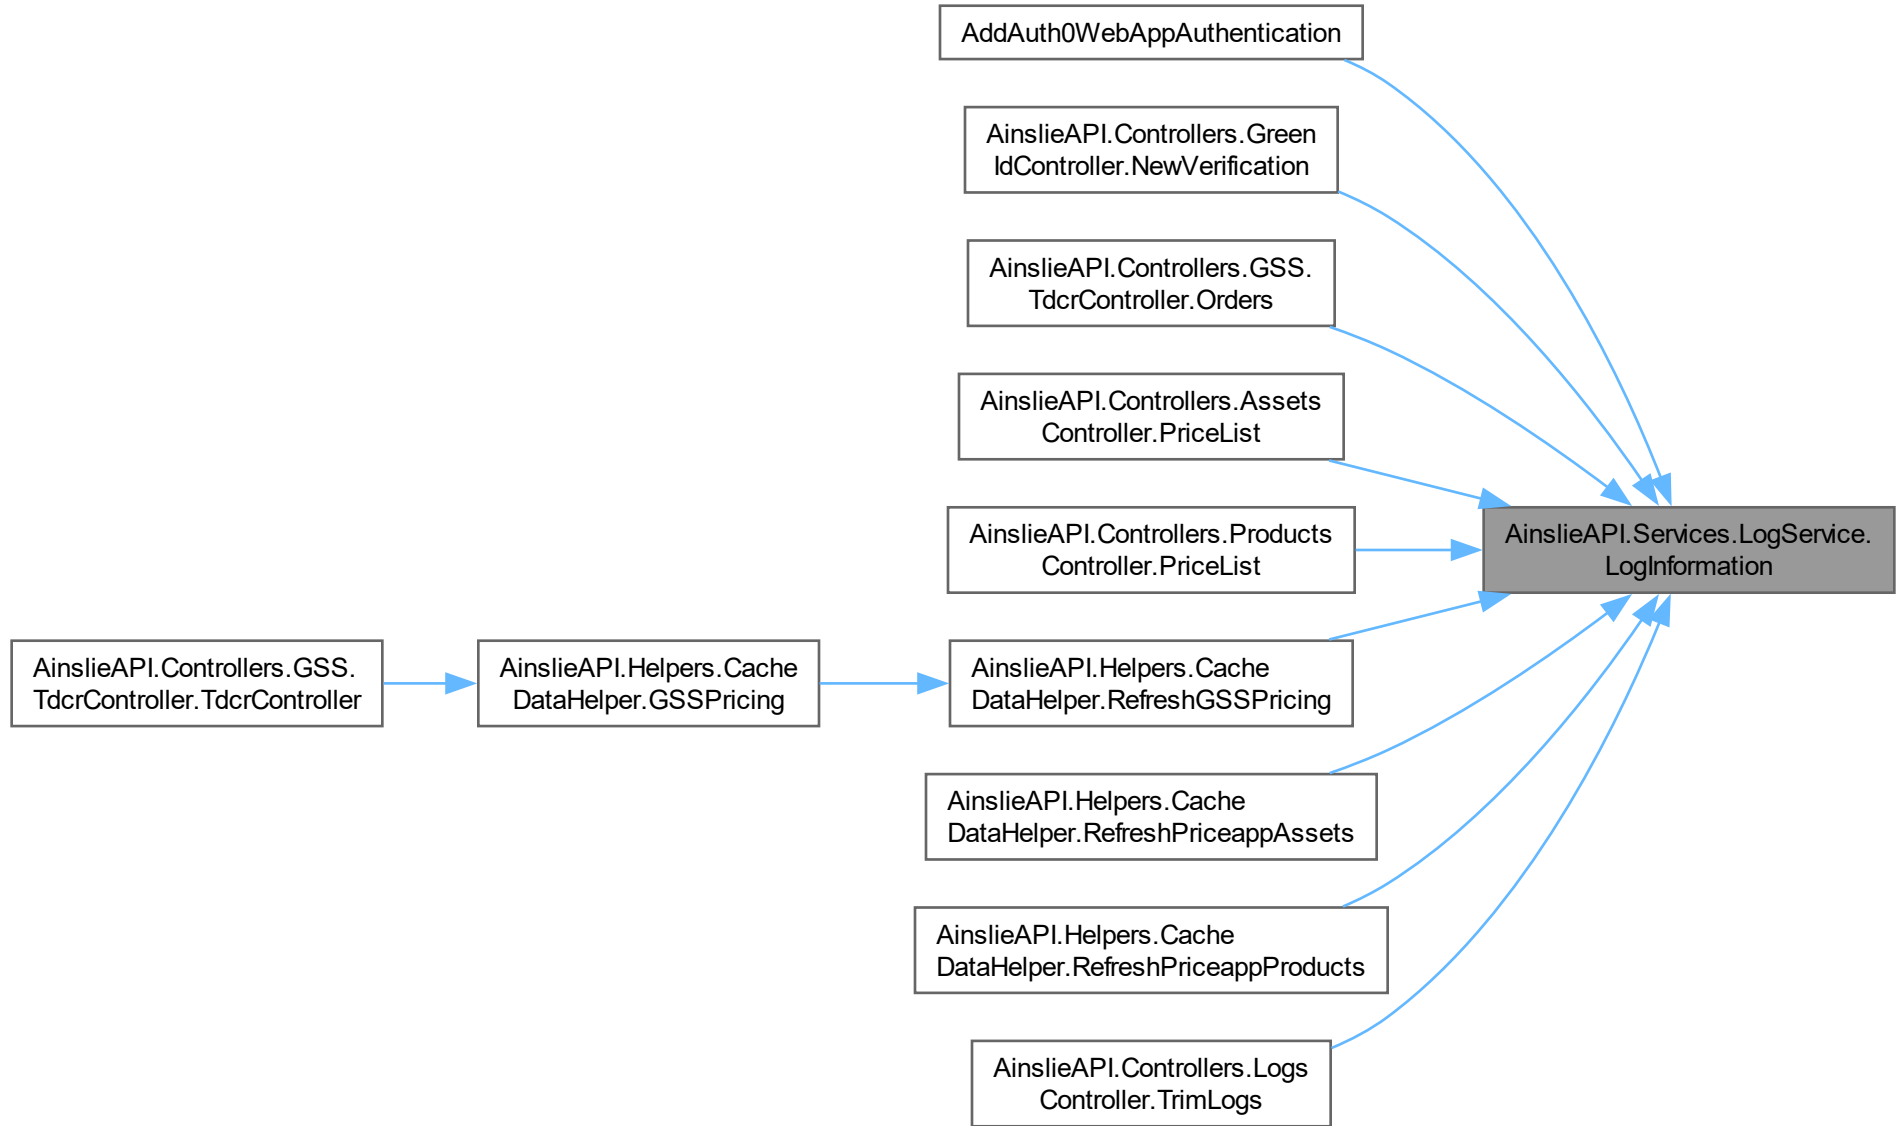 AddAuth0WebAppAuthentication
AinslieAPI.Controllers.Green
IdController.NewVerification
AinslieAPI.Controllers.GSS.
TdcrController.Orders
AinslieAPI.Controllers.Assets
Controller.PriceList
AinslieAPI.Controllers.Products
Controller.PriceList
AinslieAPI.Services.LogService.
LogInformation
AinslieAPI.Controllers.GSS.
TdcrController.TdcrController
AinslieAPI.Helpers.Cache
DataHelper.GSSPricing
AinslieAPI.Helpers.Cache
DataHelper.RefreshGSSPricing
AinslieAPI.Helpers.Cache
DataHelper.RefreshPriceappAssets
AinslieAPI.Helpers.Cache
DataHelper.RefreshPriceappProducts
AinslieAPI.Controllers.Logs
Controller.TrimLogs